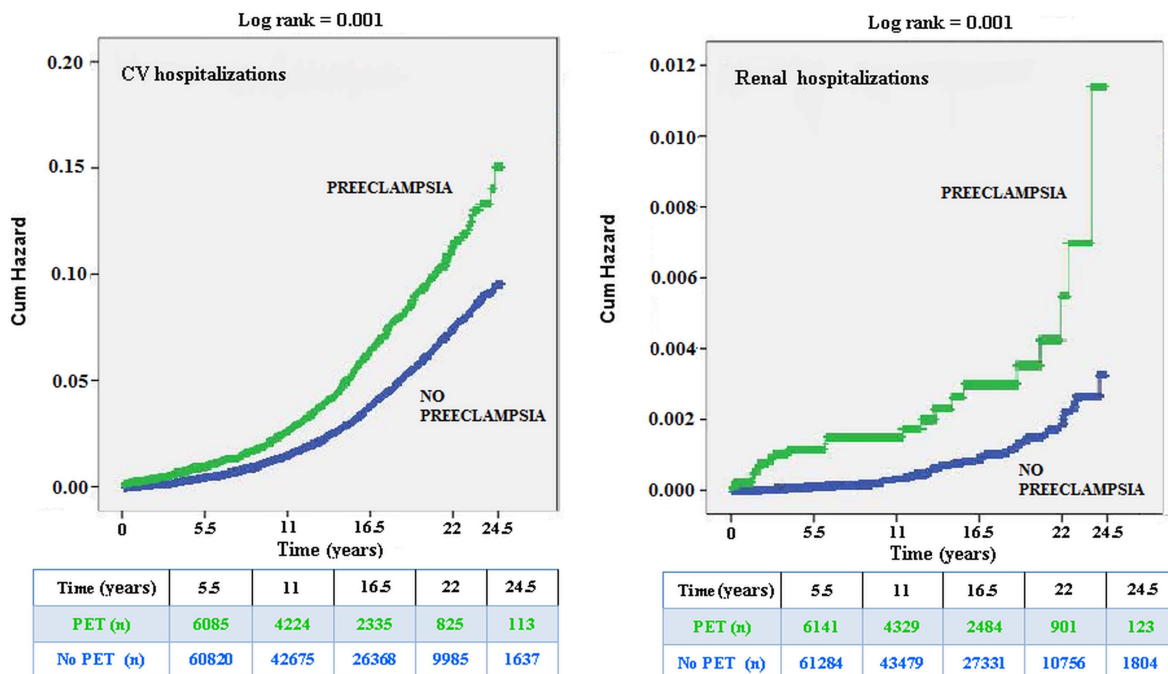 Log rank = 0.001
CV hospitalizations
0.20
0.15
0.10
0.05
0.00
Cum Hazard
PREECLAMPSIA
NO
PREECLAMPSIA
0 5.5 11 16.5 22 24.5
Time (years)
Time (years) 5.5 11 16.5 22 24.5
PET (n) 6085 4224 2335 825 113
No PET (n) 60820 42675 26368 9985 1637
Log rank = 0.001
Renal hospitalizations
0.012
0.010
0.008
0.006
0.004
0.002
0.000
Cum Hazard
PREECLAMPSIA
NO
PREECLAMPSIA
0 5.5 11 16.5 22 24.5
Time (years)
Time (years) 5.5 11 16.5 22 24.5
PET (n) 6141 4329 2484 901 123
No PET (n) 61284 43479 27331 10756 1804